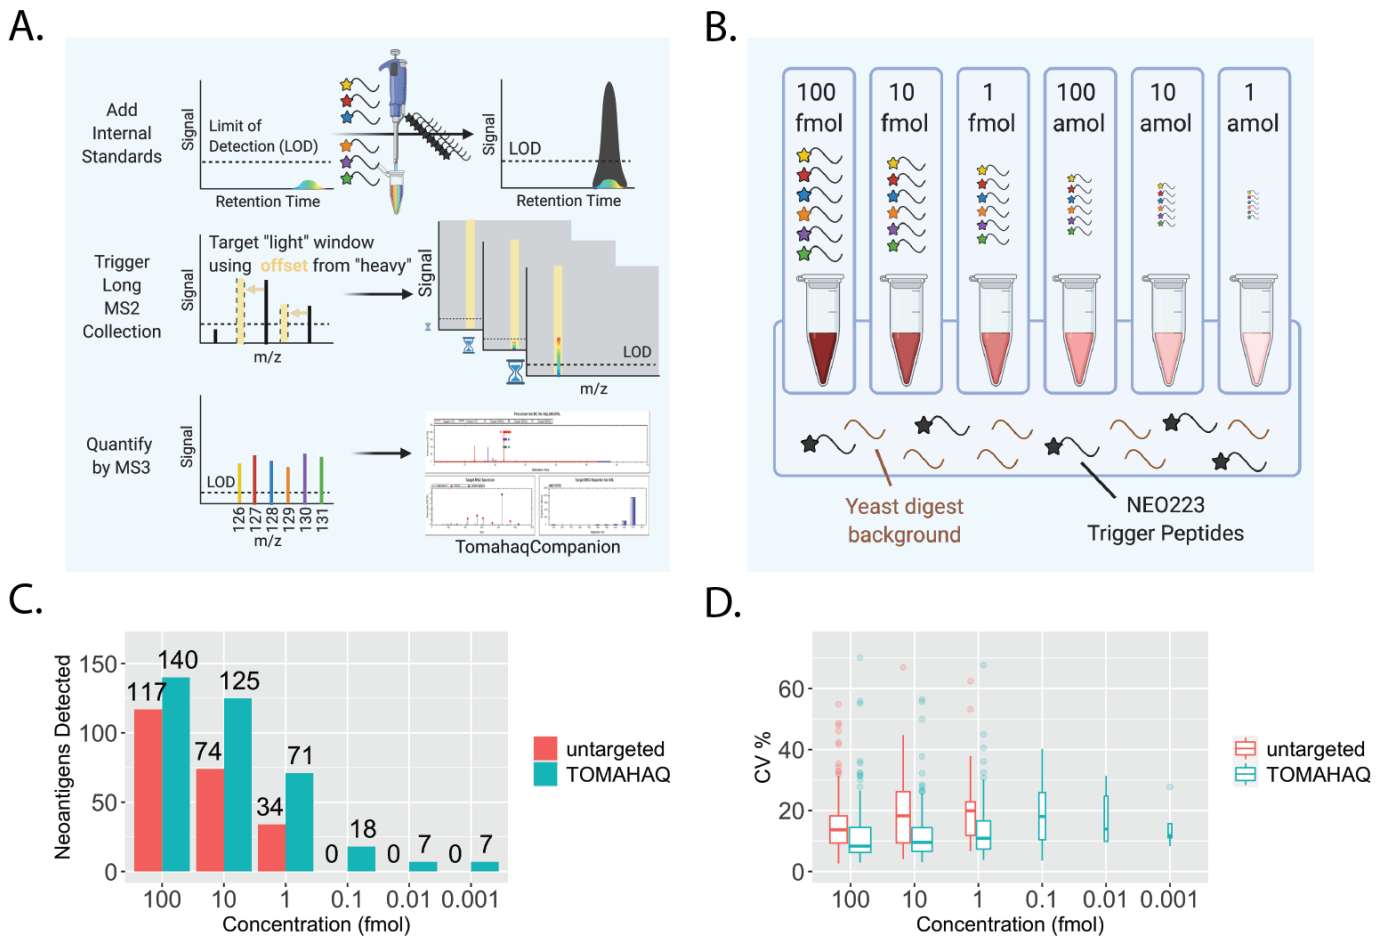 A.
Add
Internal
Standards
Signal
Limit of
Detection (LOD)
Retention Time
Signal
LOD
Retention Time
Trigger
Long
MS2
Collection
Target "light" window
using offset from "heavy"
Signal
m/z
Signal
LOD
m/z
Quantify
by MS3
Signal
LOD
126
127
128
129
130
131
m/z
TomahaqCompanion
B.
100
fmol
10
fmol
1
fmol
100
amol
10
amol
1
amol
Yeast digest
background
NEO223
Trigger Peptides
C.
Neoantigens Detected
150
100
50
0
117
140
74
125
34
71
0
18
0
7
0
7
100
10
1
0.1
0.01
0.001
Concentration (fmol)
untargeted
TOMAHAQ
D.
CV %
60
40
20
0
100
10
1
0.1
0.01
0.001
Concentration (fmol)
untargeted
TOMAHAQ